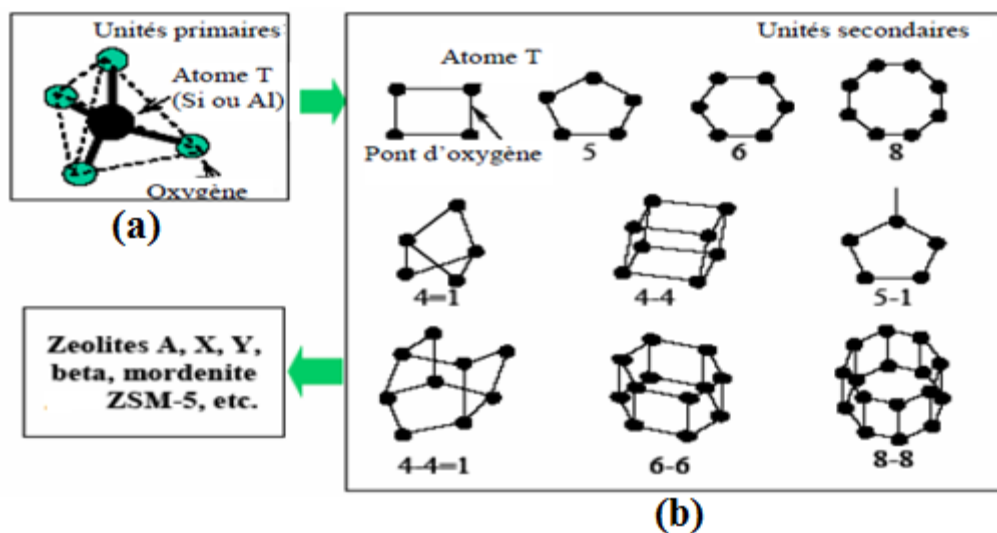 Unités primaires
Atome T
(Si ou Al)
Oxygène
(a)
Unités secondaires
Atome T
Pont d'oxygène
5
6
8
4=1
4-4
5-1
Zeolites A, X, Y,
beta, mordenite
ZSM-5, etc.
4-4=1
6-6
8-8
(b)